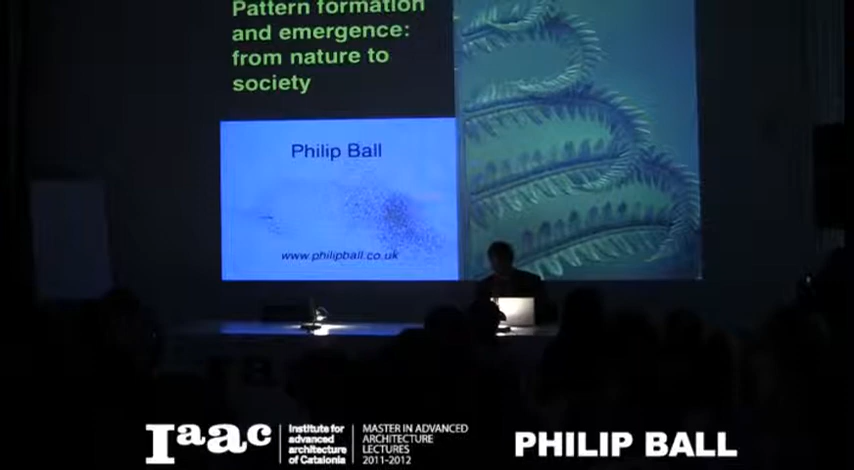 Pattern formation
and emergence:
from nature to
society
Philip Ball
www.philipball.co.uk
Iaac
Institute for
advanced
architecture
of Catalonia
MASTER IN ADVANCED
ARCHITECTURE
LECTURES
2011-2012
PHILIP BALL